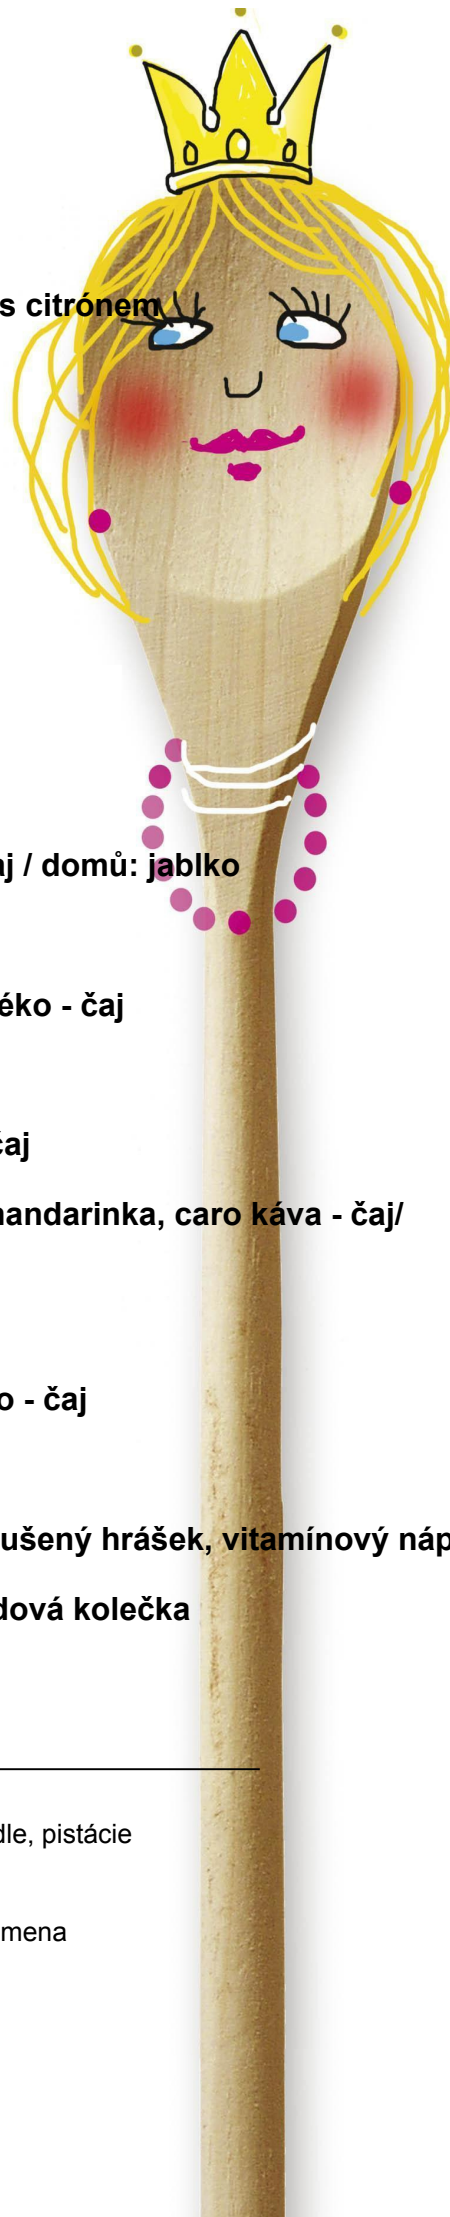 s citrónem
aj / domů: jablko
éko - čaj
čaj
andarinka, caro káva - čaj/
o - čaj
ušený hrášek, vitamínový náp
dová kolečka
dle, pistácie
mena